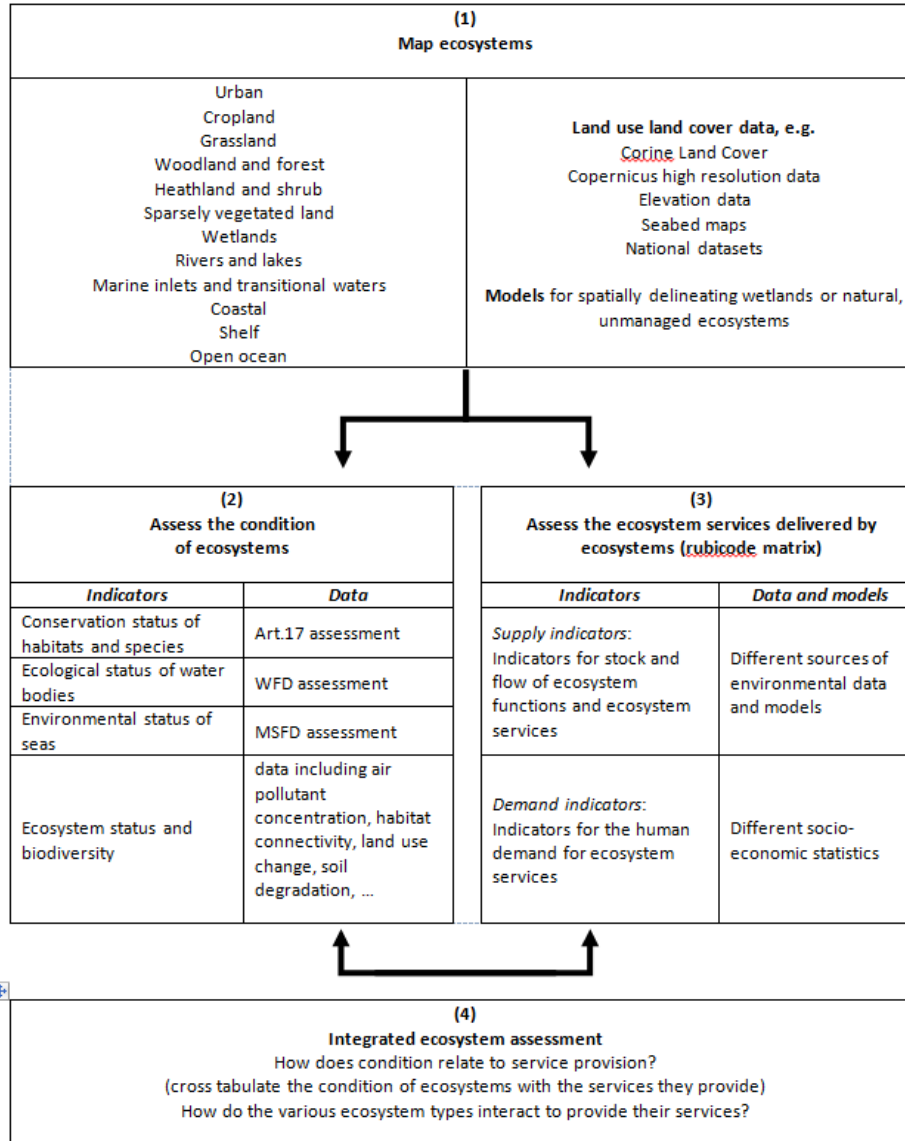 (1)
Map ecosystems
Urban
Cropland
Grassland
Woodland and forest
Heathland and shrub
Sparsely vegetated land
Wetlands
Rivers and lakes
Marine inlets and transitional waters
Coastal
Shelf
Open ocean
Land use land cover data, e.g.
Corine Land Cover
Copernicus high resolution data
Elevation data
Seabed maps
National datasets
Models for spatially delineating wetlands or natural,
unmanaged ecosystems
(2)
Assess the condition
of ecosystems
Indicators
Data
Conservation status of
habitats and species
Art.17 assessment
Ecological status of water
bodies
WFD assessment
Environmental status of
seas
MSFD assessment
Ecosystem status and
biodiversity
data including air
pollutant
concentration, habitat
connectivity, land use
change, soil
degradation, ...
(3)
Assess the ecosystem services delivered by
ecosystems (rubicode matrix)
Indicators
Data and models
Supply indicators:
Indicators for stock and
flow of ecosystem
functions and ecosystem
services
Different sources of
environmental data
and models
Demand indicators:
Indicators for the human
demand for ecosystem
services
Different socio-
economic statistics
(4)
Integrated ecosystem assessment
How does condition relate to service provision?
(cross tabulate the condition of ecosystems with the services they provide)
How do the various ecosystem types interact to provide their services?